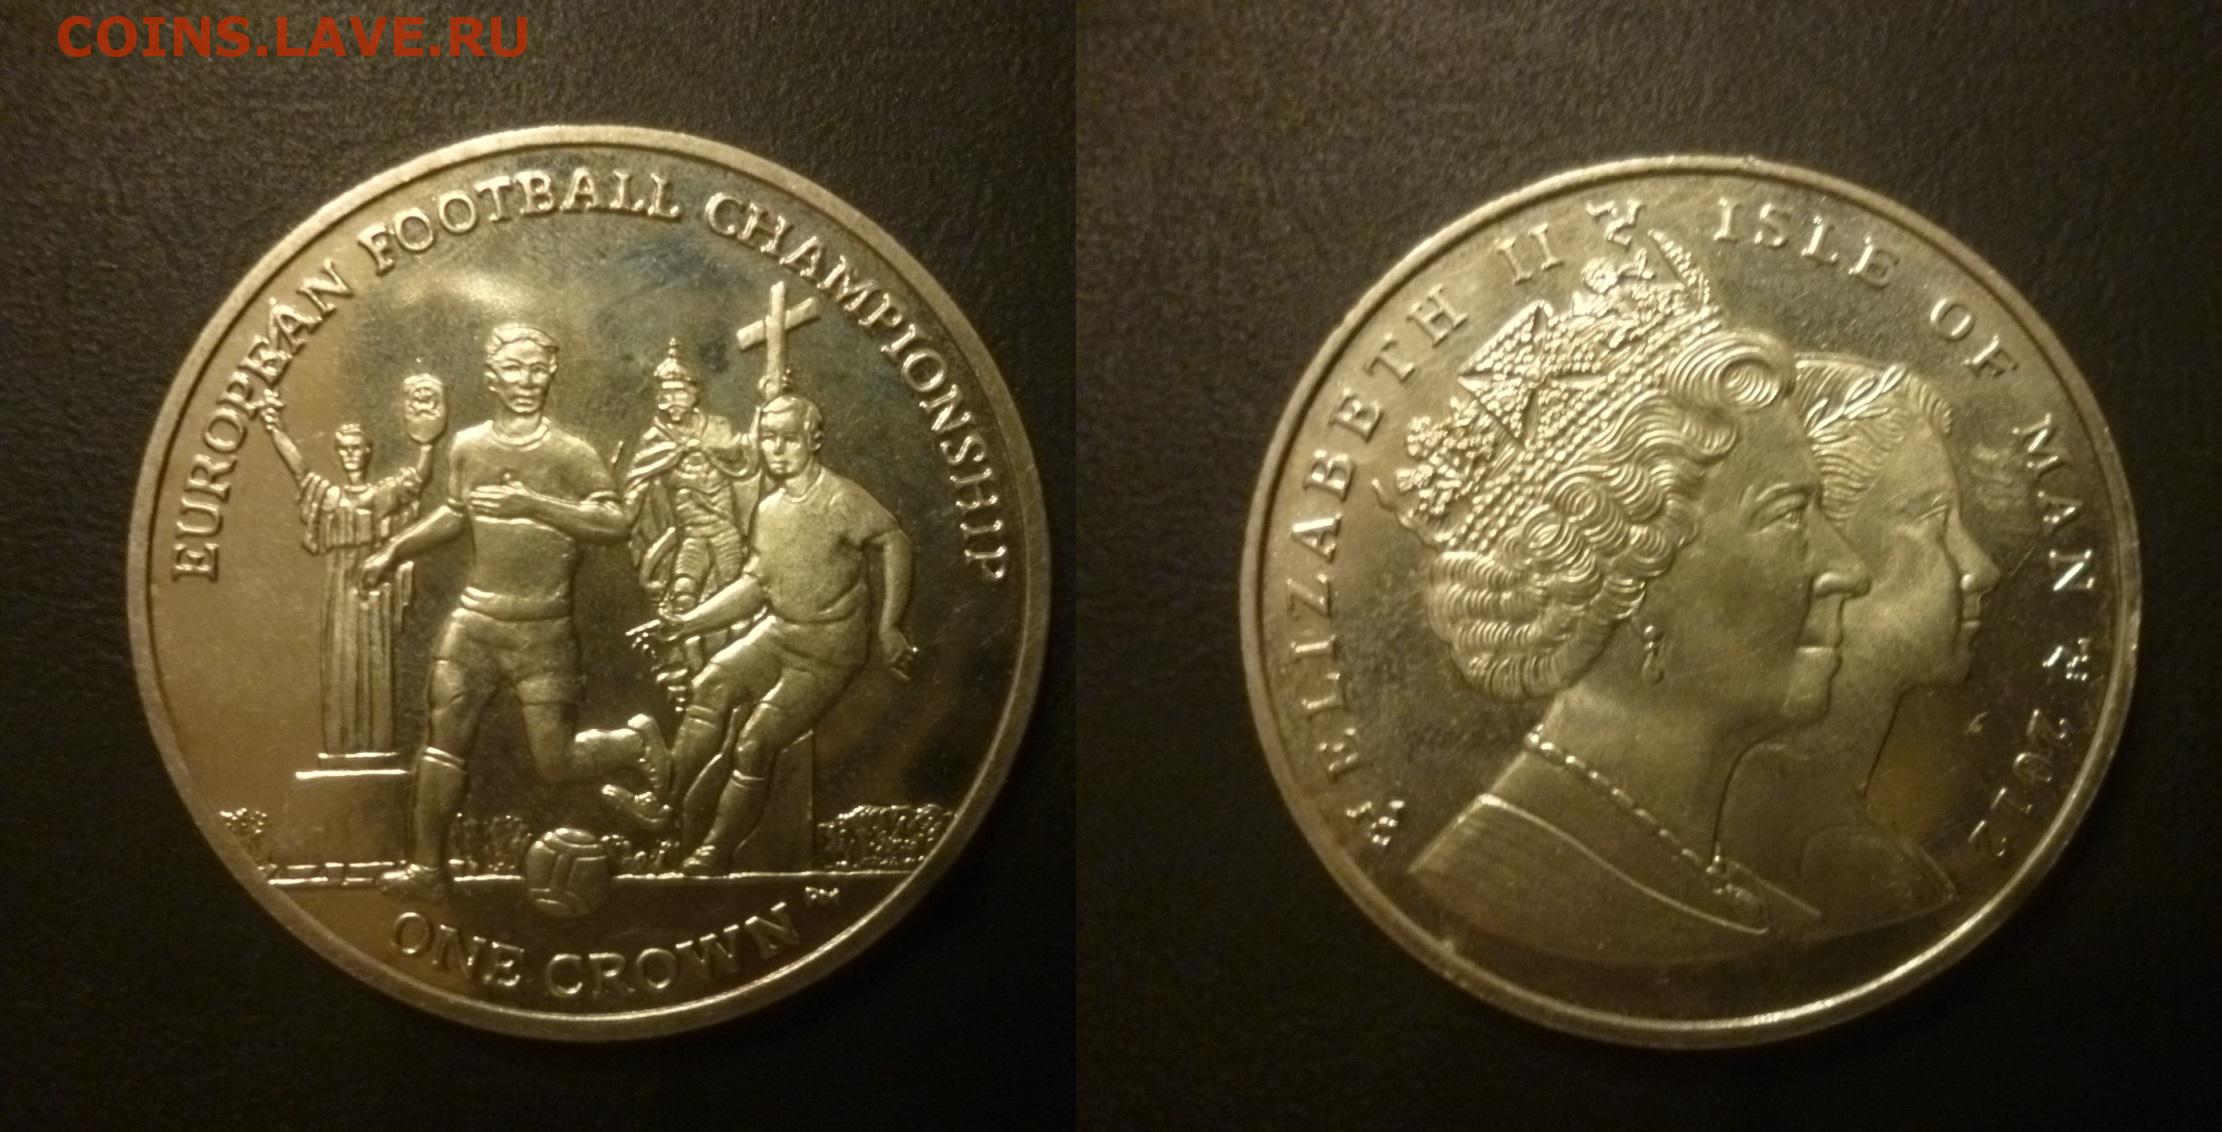 COINS.LAVE.RU
EUROPEAN FOOTBALL CHAMPIONSHIP
ONE CROWN
ELIZABETH II ISLE OF MAN 2012